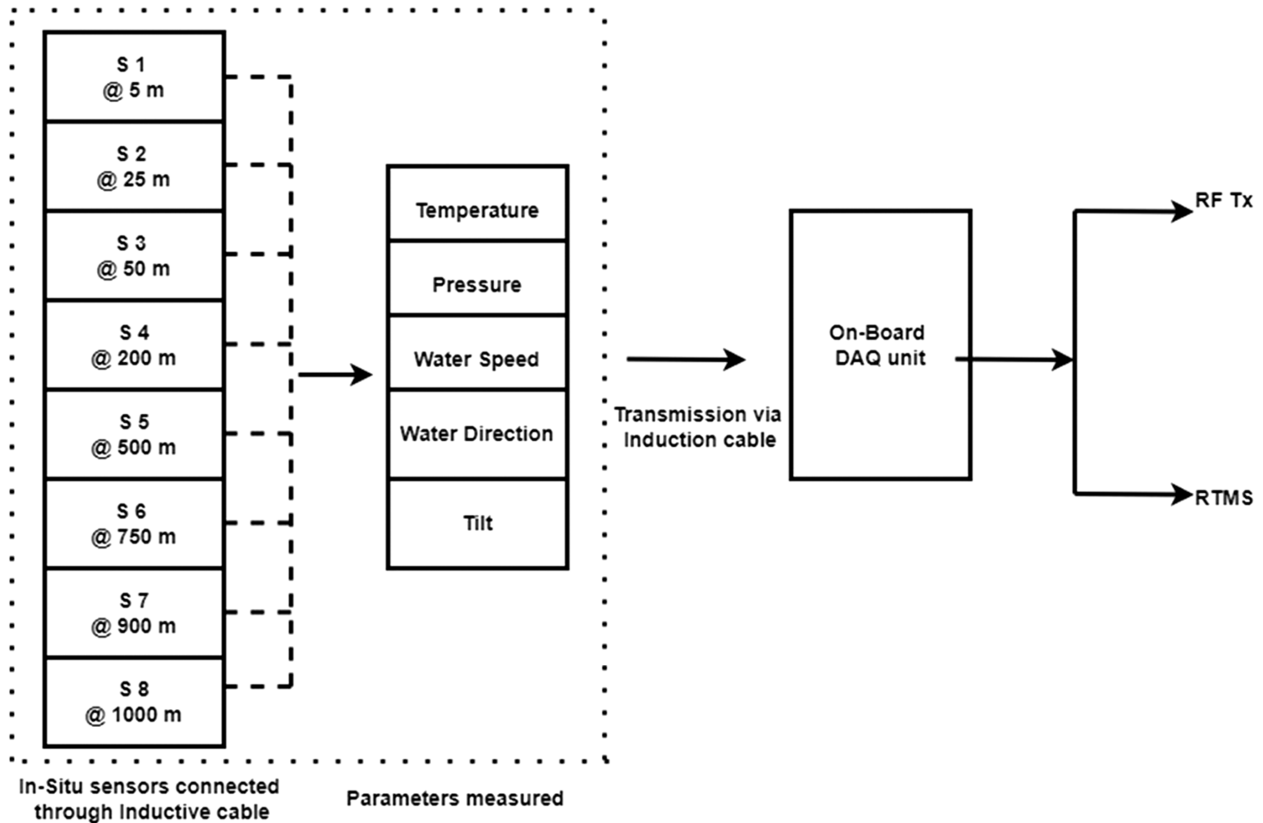 S 1
@ 5 m
S 2
@ 25 m
S 3
@ 50 m
S 4
@ 200 m
S 5
@ 500 m
S 6
@ 750 m
S 7
@ 900 m
S 8
@ 1000 m
In-Situ sensors connected
through Inductive cable
Temperature
Pressure
Water Speed
Water Direction
Tilt
Parameters measured
Transmission via
Induction cable
On-Board
DAQ unit
RF Tx
RTMS